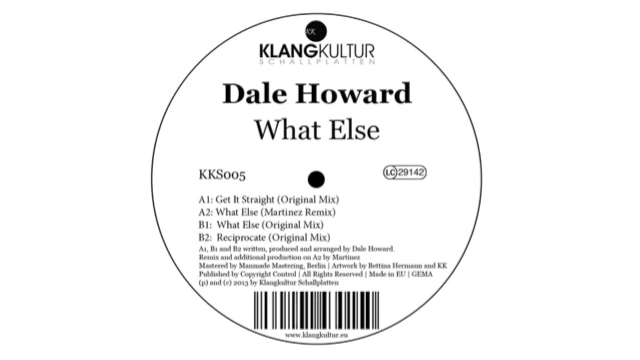 KK
KLANGKULTUR
SCHALLPLATTEN
Dale Howard
What Else
KKS005
LC 29142
A1: Get It Straight (Original Mix)
A2: What Else (Martinez Remix)
B1: What Else (Original Mix)
B2: Reciprocate (Original Mix)
A1, B1 and B2 written, produced and arranged by Dale Howard.
Remix and additional production on A2 by Martinez
Mastered by Manmade Mastering, Berlin | Artwork by Bettina Hermann and KK
Published by Copyright Control | All Rights Reserved | Made in EU | GEMA
(p) and (c) 2013 by Klangkultur Schallplatten
www.klangkultur.eu